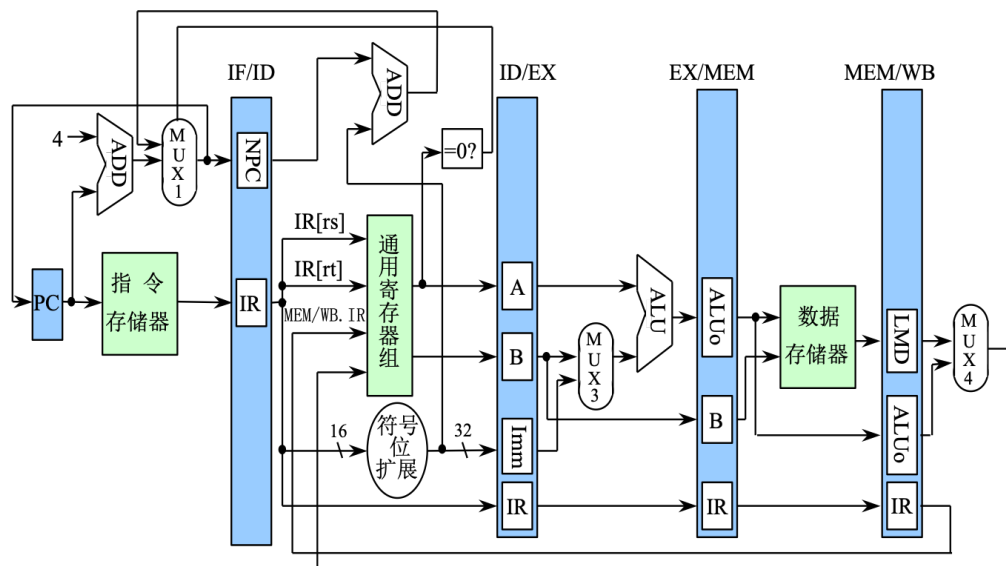 IF/ID
ID/EX
EX/MEM
MEM/WB
4
ADD
MUX1
NPC
ADD
=0?
PC
指令存储器
IR
IR[rs]
IR[rt]
MEM/WB.IR
通用寄存器组
16
符号位扩展
32
A
B
Imm
IR
MUX3
ALU
ALUo
B
IR
数据存储器
LMD
ALUo
IR
MUX4